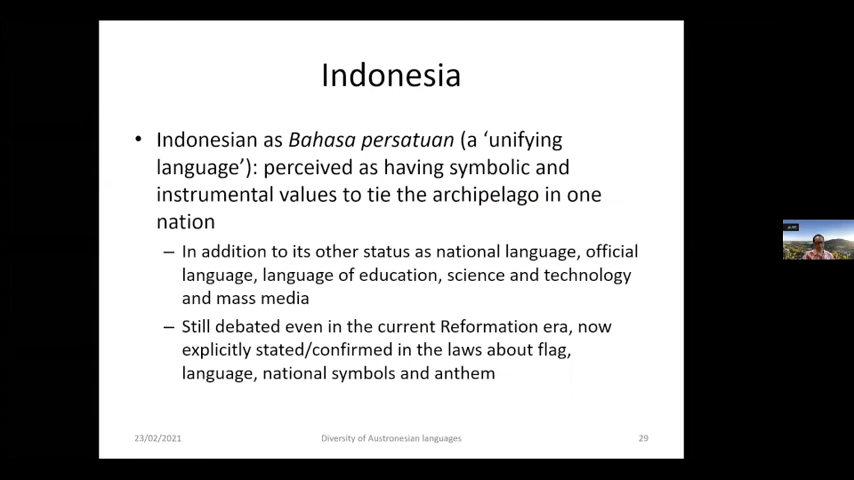 Indonesia
• Indonesian as Bahasa persatuan (a ‘unifying
language’): perceived as having symbolic and
instrumental values to tie the archipelago in one
nation
– In addition to its other status as national language, official
language, language of education, science and technology
and mass media
– Still debated even in the current Reformation era, now
explicitly stated/confirmed in the laws about flag,
language, national symbols and anthem
23/02/2021
Diversity of Austronesian languages
29